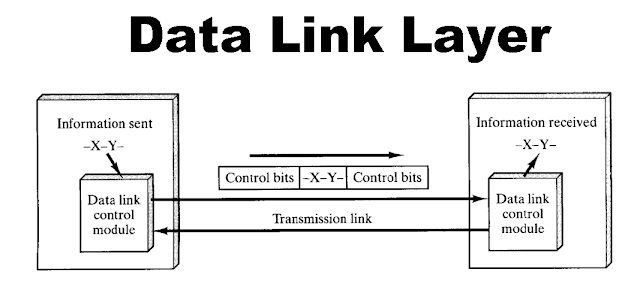 Data Link Layer
Information sent
–X–Y–
Data link
control
module
Control bits –X–Y– Control bits
Transmission link
Information received
–X–Y–
Data link
control
module